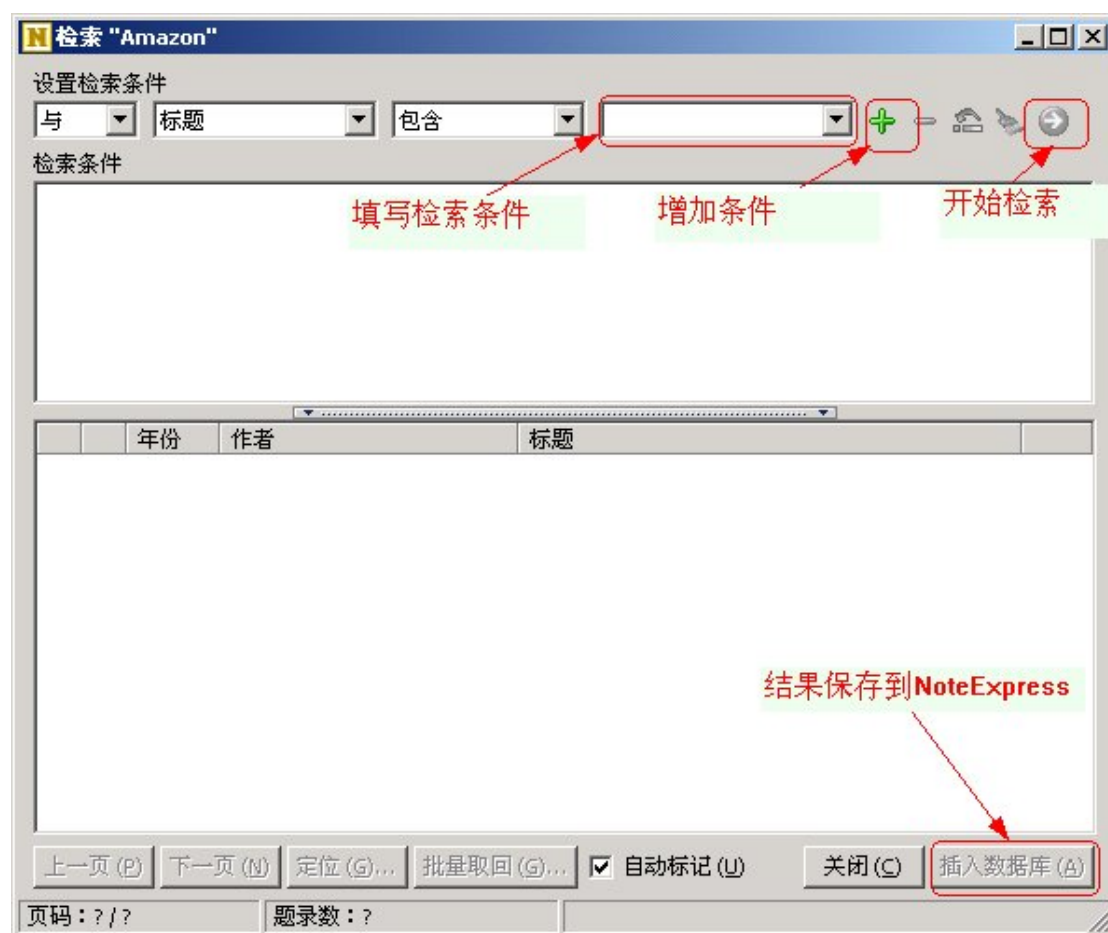 检索 "Amazon"
设置检索条件
与 标题 包含
检索条件
填写检索条件 增加条件 开始检索
年份 作者 标题
结果保存到NoteExpress
上一页(P) 下一页(N) 定位(G)... 批量取回(G)... 自动标记(U) 关闭(C) 插入数据库(A)
页码：?/? 题录数：?